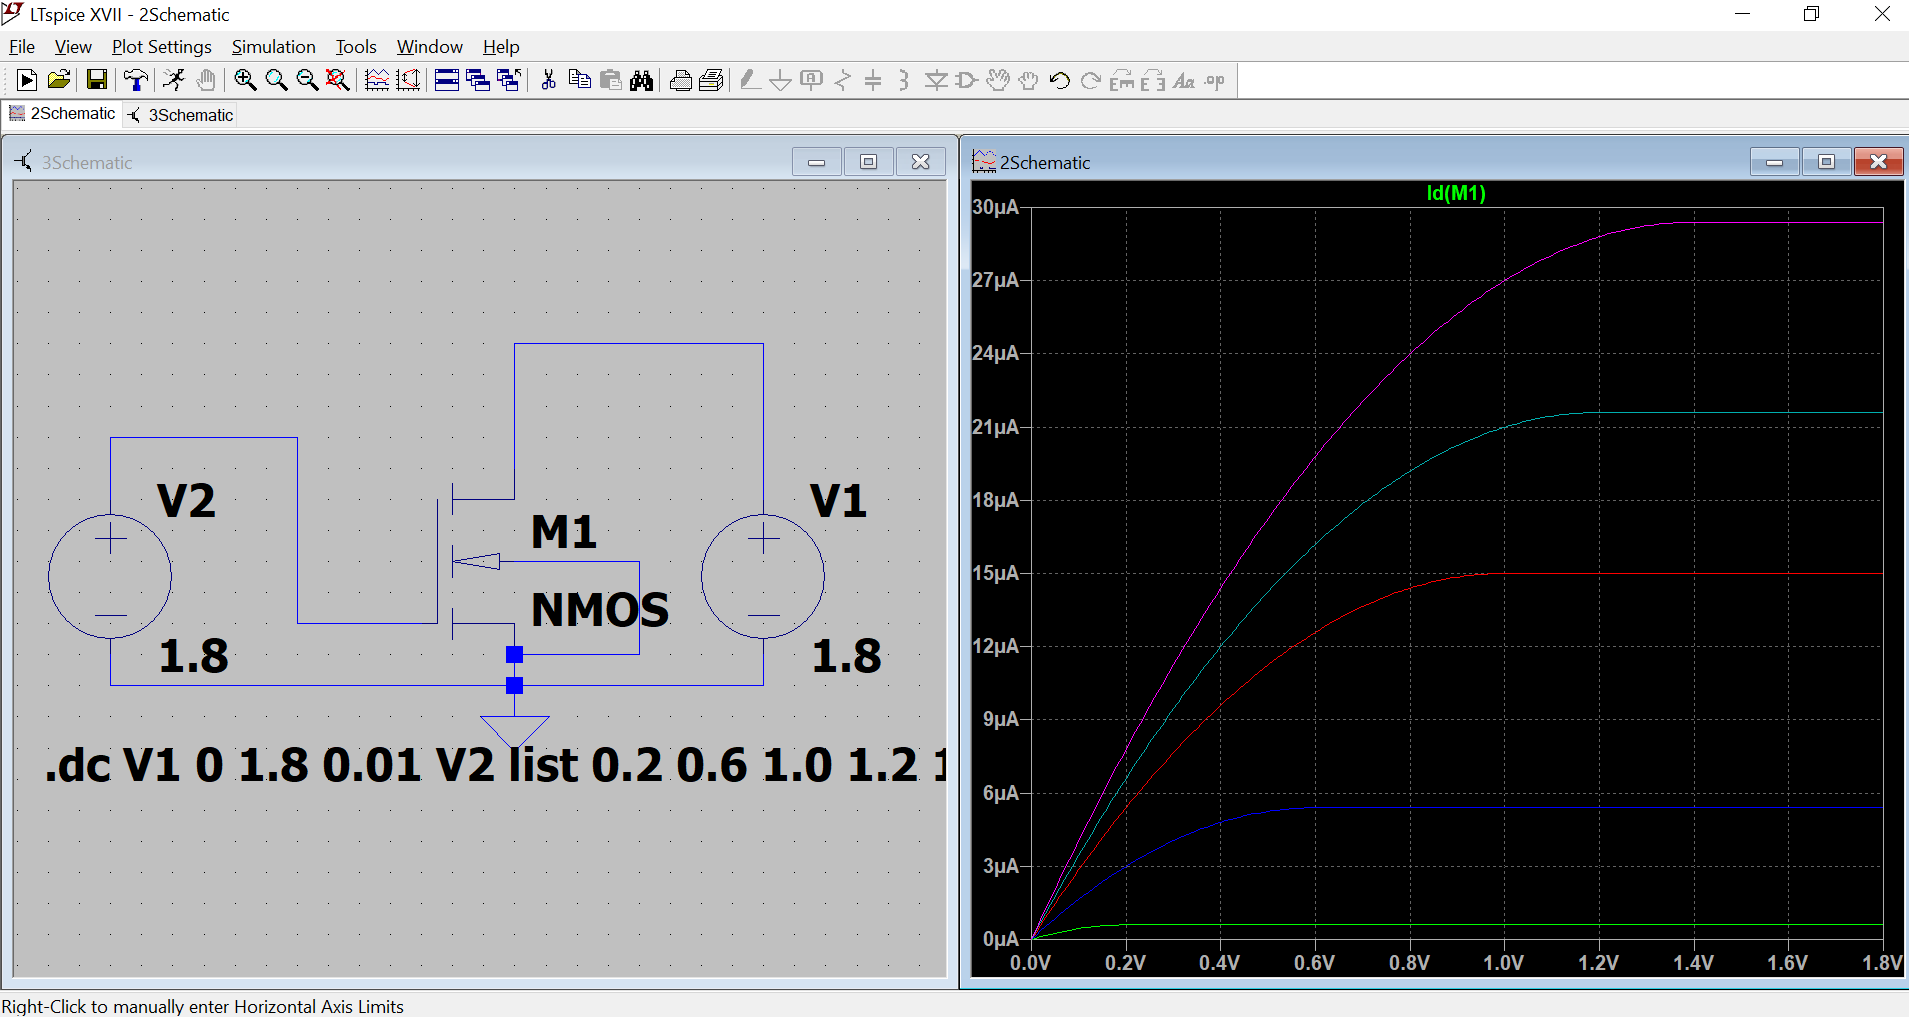 LTspice XVII - 2Schematic
File View Plot Settings Simulation Tools Window Help
Aa .op
2Schematic 3Schematic
3Schematic
V2
M1
NMOS
V1
1.8
1.8
.dc V1 0 1.8 0.01 V2 list 0.2 0.6 1.0 1.2 1
2Schematic
Id(M1)
30µA
27µA
24µA
21µA
18µA
15µA
12µA
9µA
6µA
3µA
0µA
0.0V 0.2V 0.4V 0.6V 0.8V 1.0V 1.2V 1.4V 1.6V 1.8V
Right-Click to manually enter Horizontal Axis Limits